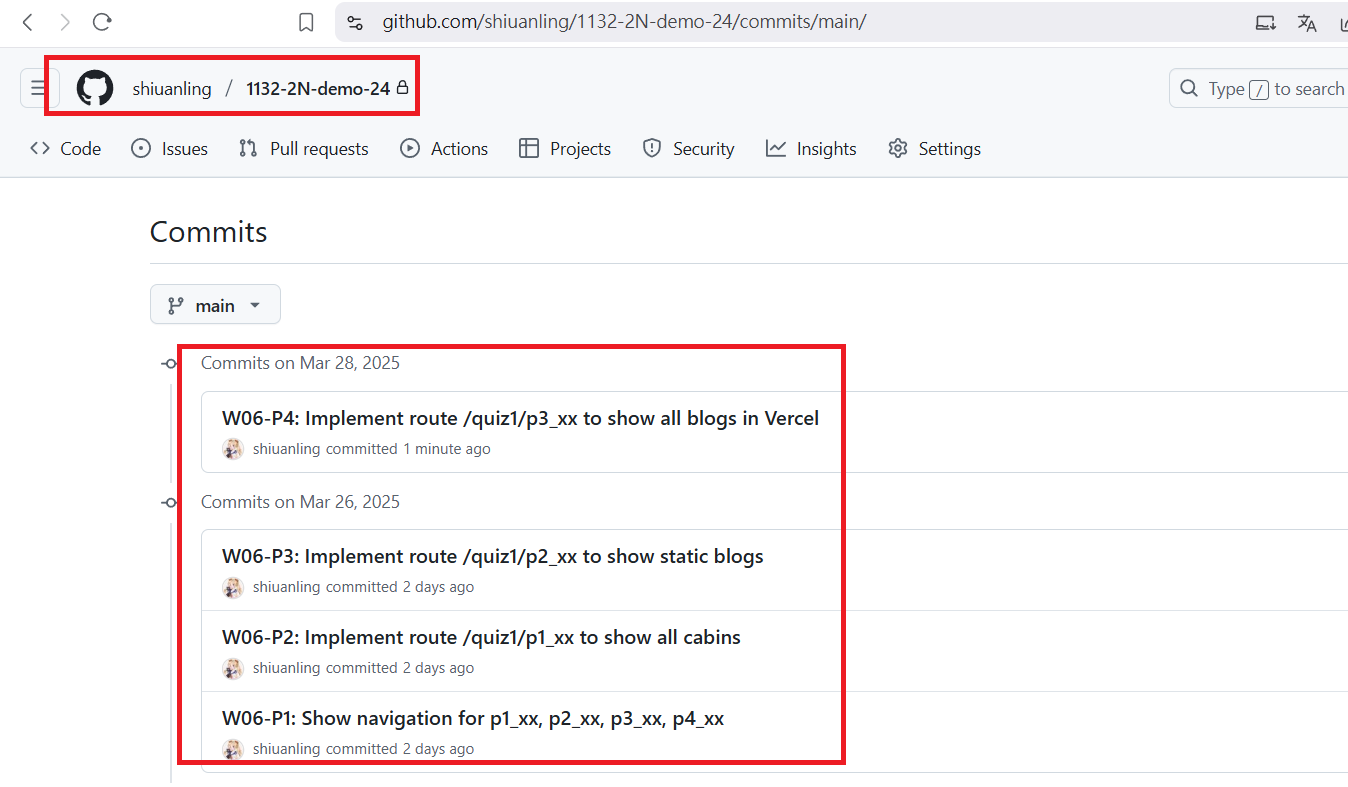 github.com/shiuanling/1132-2N-demo-24/commits/main/
shiuanling / 1132-2N-demo-24
Type / to search
Code Issues Pull requests Actions Projects Security Insights Settings
Commits
main
Commits on Mar 28, 2025
W06-P4: Implement route /quiz1/p3_xx to show all blogs in Vercel
shiuanling committed 1 minute ago
Commits on Mar 26, 2025
W06-P3: Implement route /quiz1/p2_xx to show static blogs
shiuanling committed 2 days ago
W06-P2: Implement route /quiz1/p1_xx to show all cabins
shiuanling committed 2 days ago
W06-P1: Show navigation for p1_xx, p2_xx, p3_xx, p4_xx
shiuanling committed 2 days ago